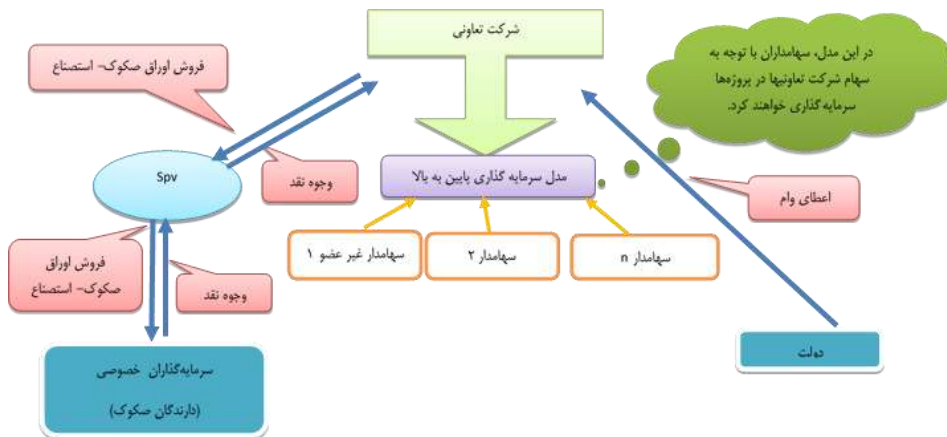 شرکت تعاونی
در این مدل، سهامداران با توجه به
سهام شرکت تعاونیها در پروژه‌ها
سرمایه گذاری خواهند کرد.
فروش اوراق صکوک- استصناع
وجوه نقد
Spv
مدل سرمایه گذاری پایین به بالا
اعطای وام
سهامدار n
سهامدار ۲
سهامدار غیر عضو ۱
فروش اوراق
صکوک- استصناع
وجوه نقد
دولت
سرمایه‌گذاران خصوصی
(دارندگان صکوک)